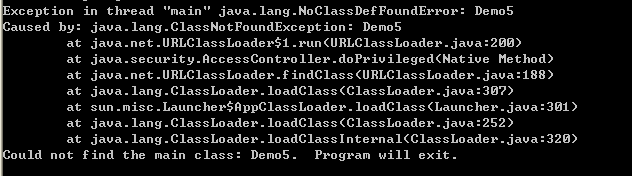 Exception in thread "main" java.lang.NoClassDefFoundError: Demo5
Caused by: java.lang.ClassNotFoundException: Demo5
at java.net.URLClassLoader$1.run(URLClassLoader.java:200)
at java.security.AccessController.doPrivileged(Native Method)
at java.net.URLClassLoader.findClass(URLClassLoader.java:188)
at java.lang.ClassLoader.loadClass(ClassLoader.java:307)
at sun.misc.Launcher$AppClassLoader.loadClass(Launcher.java:301)
at java.lang.ClassLoader.loadClass(ClassLoader.java:252)
at java.lang.ClassLoader.loadClassInternal(ClassLoader.java:320)
Could not find the main class: Demo5.  Program will exit.